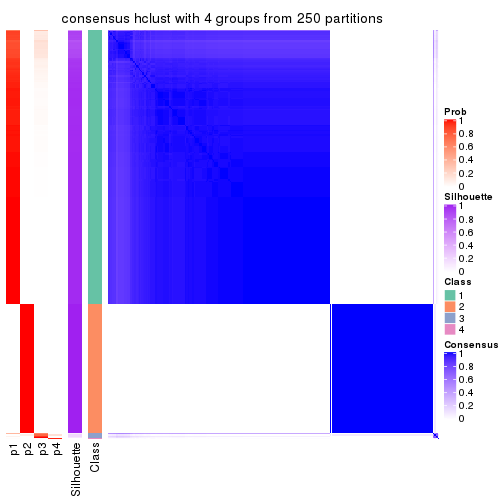 consensus hclust with 4 groups from 250 partitions
Prob
1
0.8
0.6
0.4
0.2
0
Silhouette
1
0.8
0.6
0.4
0.2
0
Class
1
2
3
4
Consensus
1
0.8
0.6
0.4
0.2
0
p1
p2
p3
p4
Silhouette
Class